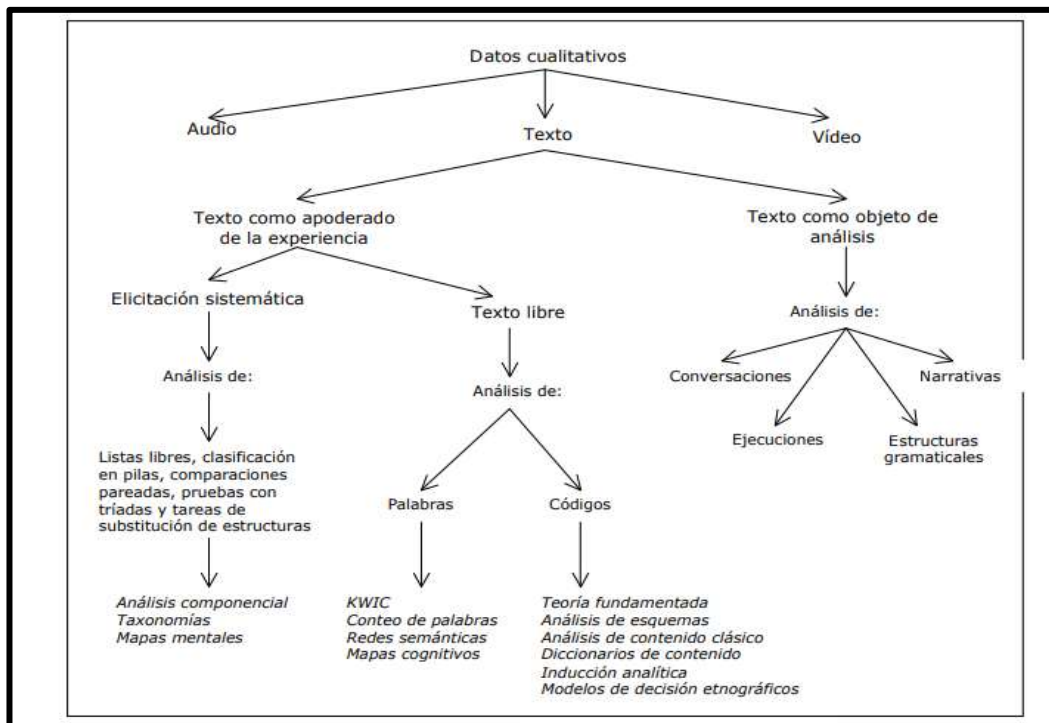 Datos cualitativos
Audio
Texto
Vídeo
Texto como apoderado
de la experiencia
Texto como objeto de
análisis
Elicitación sistemática
Texto libre
Análisis de:
Análisis de:
Análisis de:
Conversaciones
Narrativas
Ejecuciones
Estructuras
gramaticales
Listas libres, clasificación
en pilas, comparaciones
pareadas, pruebas con
tríadas y tareas de
substitución de estructuras
Palabras
Códigos
Análisis componencial
Taxonomías
Mapas mentales
KWIC
Conteo de palabras
Redes semánticas
Mapas cognitivos
Teoría fundamentada
Análisis de esquemas
Análisis de contenido clásico
Diccionarios de contenido
Inducción analítica
Modelos de decisión etnográficos